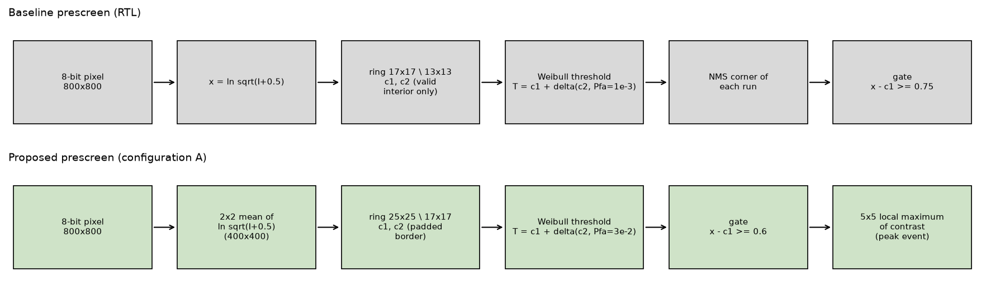 Baseline prescreen (RTL)
8-bit pixel
800x800
x = ln sqrt(I+0.5)
ring 17x17 \ 13x13
c1, c2 (valid
interior only)
Weibull threshold
T = c1 + delta(c2, Pfa=1e-3)
NMS corner of
each run
gate
x - c1 >= 0.75
Proposed prescreen (configuration A)
8-bit pixel
800x800
2x2 mean of
ln sqrt(I+0.5)
(400x400)
ring 25x25 \ 17x17
c1, c2 (padded
border)
Weibull threshold
T = c1 + delta(c2, Pfa=3e-2)
gate
x - c1 >= 0.6
5x5 local maximum
of contrast
(peak event)